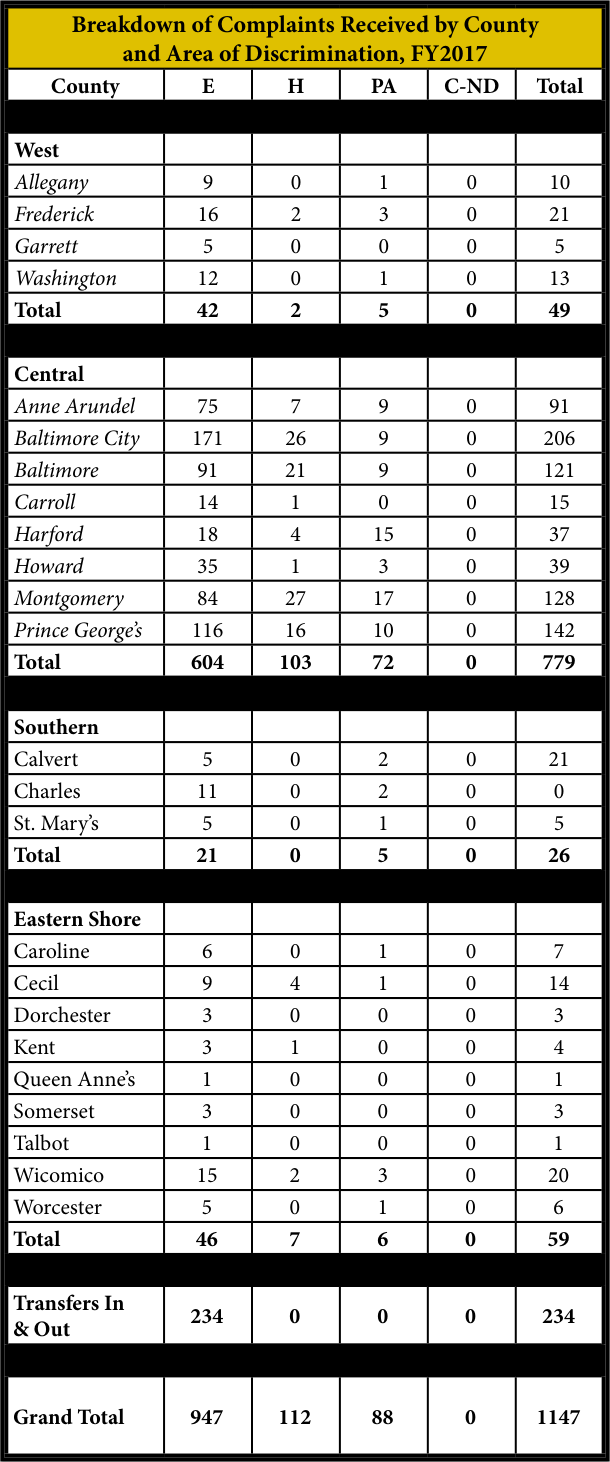 Breakdown of Complaints Received by County
and Area of Discrimination, FY2017
County E H PA C-ND Total
West
Allegany 9 0 1 0 10
Frederick 16 2 3 0 21
Garrett 5 0 0 0 5
Washington 12 0 1 0 13
Total 42 2 5 0 49
Central
Anne Arundel 75 7 9 0 91
Baltimore City 171 26 9 0 206
Baltimore 91 21 9 0 121
Carroll 14 1 0 0 15
Harford 18 4 15 0 37
Howard 35 1 3 0 39
Montgomery 84 27 17 0 128
Prince George’s 116 16 10 0 142
Total 604 103 72 0 779
Southern
Calvert 5 0 2 0 21
Charles 11 0 2 0 0
St. Mary’s 5 0 1 0 5
Total 21 0 5 0 26
Eastern Shore
Caroline 6 0 1 0 7
Cecil 9 4 1 0 14
Dorchester 3 0 0 0 3
Kent 3 1 0 0 4
Queen Anne’s 1 0 0 0 1
Somerset 3 0 0 0 3
Talbot 1 0 0 0 1
Wicomico 15 2 3 0 20
Worcester 5 0 1 0 6
Total 46 7 6 0 59
Transfers In
& Out 234 0 0 0 234
Grand Total 947 112 88 0 1147